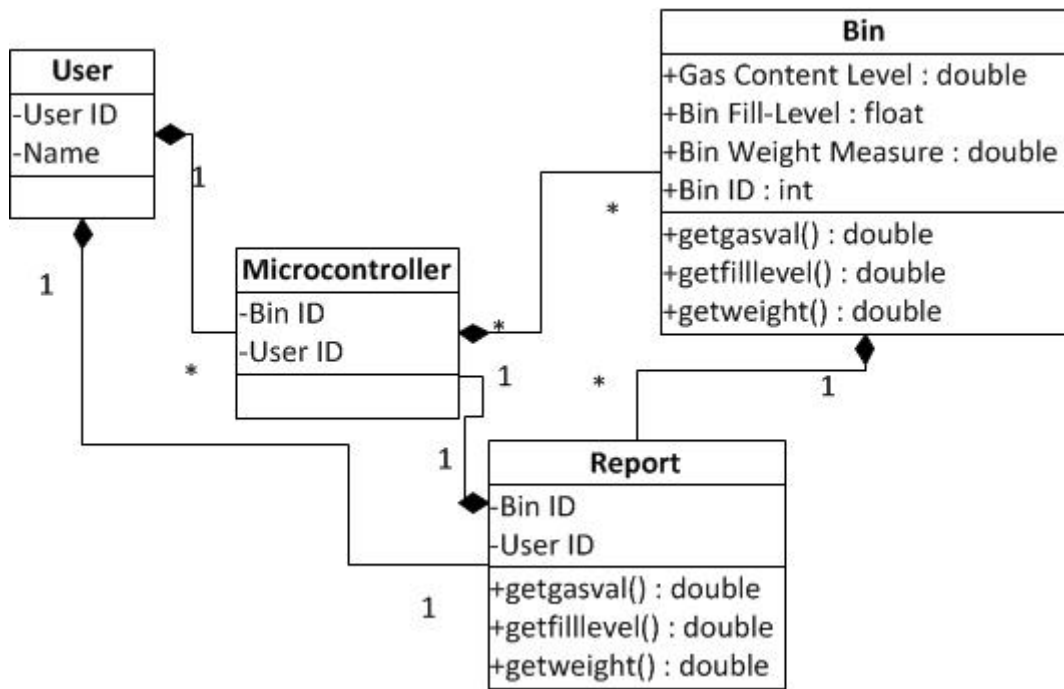 User
-User ID
-Name
1
1
*
Microcontroller
-Bin ID
-User ID
*
*
1
1
Bin
+Gas Content Level : double
+Bin Fill-Level : float
+Bin Weight Measure : double
+Bin ID : int
+getgasval() : double
+getfilllevel() : double
+getweight() : double
1
*
Report
-Bin ID
-User ID
+getgasval() : double
+getfilllevel() : double
+getweight() : double
1